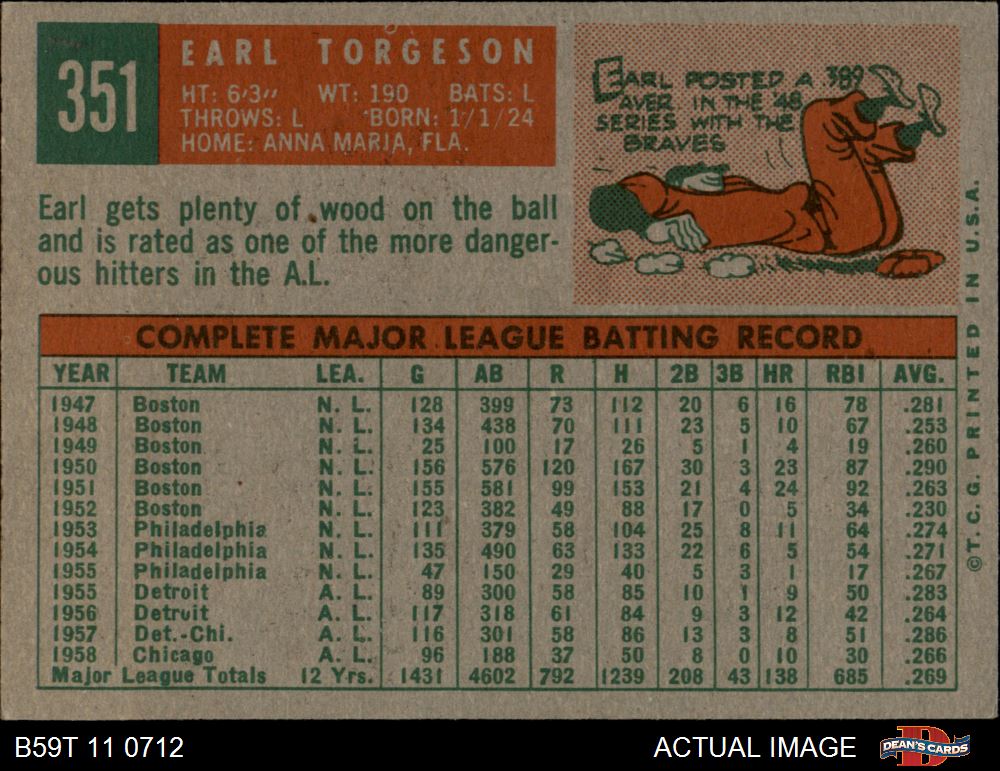 351
EARL TORGESON
HT: 6'3" WT: 190 BATS: L
THROWS: L BORN: 1/1/24
HOME: ANNA MARIA, FLA.
EARL POSTED A 389
AVER IN THE '48
SERIES WITH THE
BRAVES
Earl gets plenty of wood on the ball
and is rated as one of the more danger-
ous hitters in the A.L.
COMPLETE MAJOR LEAGUE BATTING RECORD
YEAR TEAM LEA. G AB R H 2B 3B HR RBI AVG.
1947 Boston N. L. 128 399 73 112 20 6 16 78 .281
1948 Boston N. L. 134 438 70 111 23 5 10 67 .253
1949 Boston N. L. 25 100 17 26 5 1 4 19 .260
1950 Boston N. L. 156 576 120 167 30 3 23 87 .290
1951 Boston N. L. 155 581 99 153 21 4 24 92 .263
1952 Boston N. L. 123 382 49 88 17 0 5 34 .230
1953 Philadelphia N. L. 111 379 58 104 25 8 11 64 .274
1954 Philadelphia N. L. 135 490 63 133 22 6 5 54 .271
1955 Philadelphia N. L. 47 150 29 40 5 3 1 17 .267
1955 Detroit A. L. 89 300 58 85 10 1 9 50 .283
1956 Detroit A. L. 117 318 61 84 9 3 12 42 .264
1957 Det.-Chi. A. L. 116 301 58 86 13 3 8 51 .286
1958 Chicago A. L. 96 188 37 50 8 0 10 30 .266
Major League Totals 12 Yrs. 1431 4602 792 1239 208 43 138 685 .269
©T. C. G. PRINTED IN U.S.A.
B59T 11 0712
ACTUAL IMAGE
DEAN'S CARDS